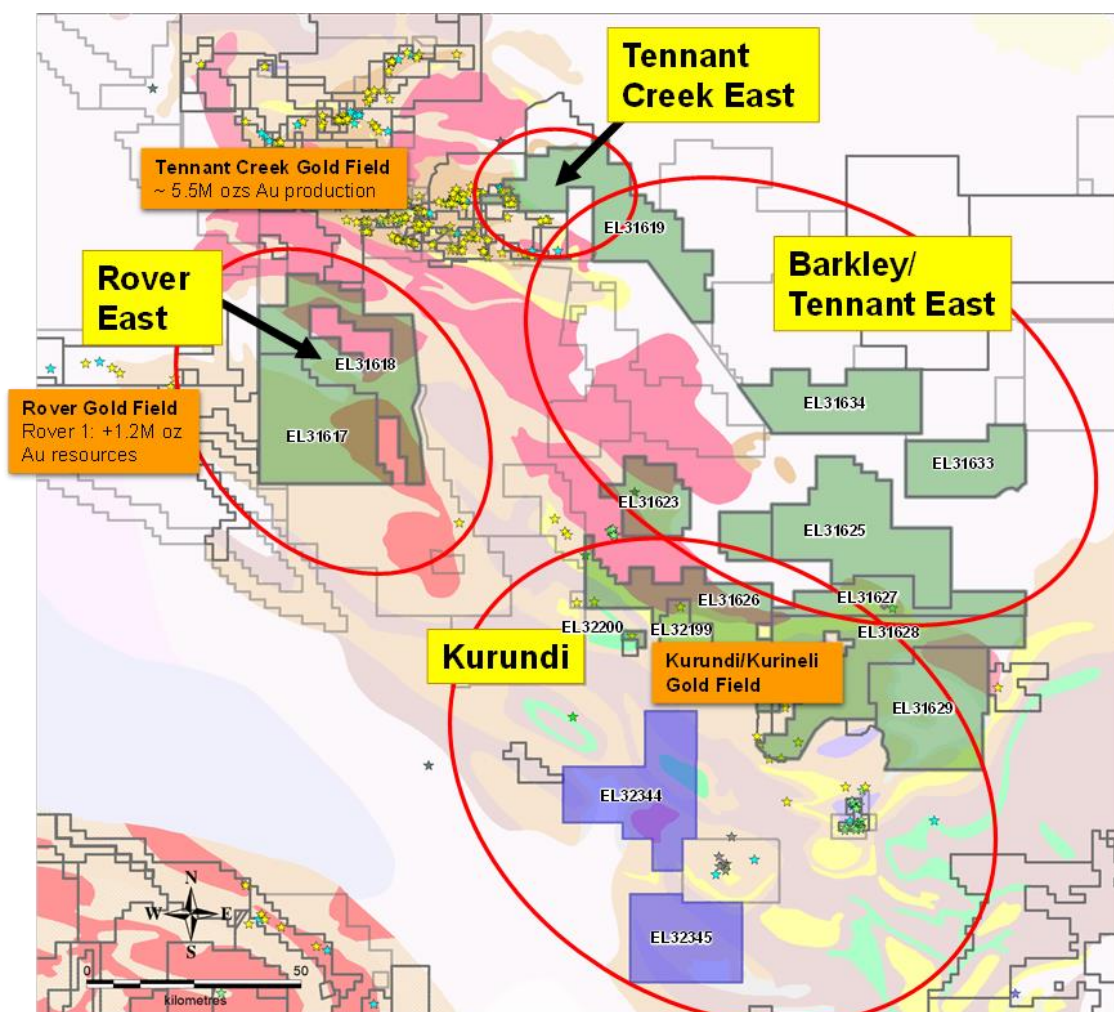 Tennant
Creek East
Tennant Creek Gold Field
~ 5.5M ozs Au production
EL31619
Rover
East
Barkley/
Tennant East
EL31618
Rover Gold Field
Rover 1: +1.2M oz
Au resources
EL31617
EL31634
EL31633
EL31623
EL31625
EL31626
EL31627
EL32200
EL32199
EL31628
Kurundi
Kurundi/Kurineli
Gold Field
EL31629
EL32344
N
W
E
S
EL32345
0
50
kilometres